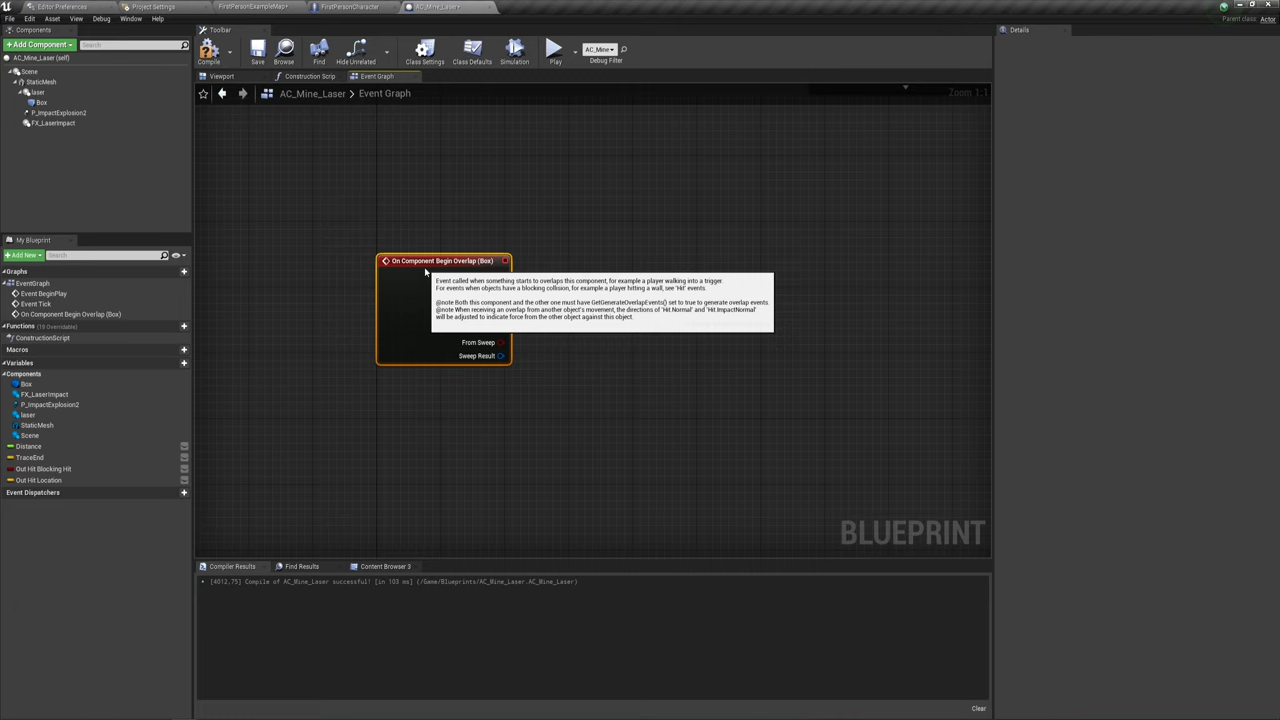 Editor Preferences
Project Settings
FirstPersonExampleMap*
FirstPersonCharacter
AC_Mine_Laser*
File Edit Asset View Debug Window Help
Parent class: Actor
Components
+Add Component
Search
AC_Mine_Laser(self)
Scene
StaticMesh
laser
Box
P_ImpactExplosion2
FX_LaserImpact
Toolbar
Compile
Save
Browse
Find
Hide Unrelated
Class Settings
Class Defaults
Simulation
Play
AC_Mine
Debug Filter
Details
Viewport
Construction Scrip
Event Graph
AC_Mine_Laser > Event Graph
Zoom 1:1
On Component Begin Overlap (Box)
Event called when something starts to overlaps this component, for example a player walking into a trigger.
For events when objects have a blocking collision, for example a player hitting a wall, see 'Hit' events.
@note Both this component and the other one must have GetGenerateOverlapEvents() set to true to generate overlap events.
@note When receiving an overlap from another object's movement, the directions of 'Hit.Normal' and 'Hit.ImpactNormal'
will be adjusted to indicate force from the other object against this object.
From Sweep
Sweep Result
BLUEPRINT
My Blueprint
+Add New
Search
Graphs
EventGraph
Event BeginPlay
Event Tick
On Component Begin Overlap (Box)
Functions (18 Overridable)
ConstructionScript
Macros
Variables
Components
Box
FX_LaserImpact
P_ImpactExplosion2
laser
StaticMesh
Scene
Distance
TraceEnd
Out Hit Blocking Hit
Out Hit Location
Event Dispatchers
Compiler Results
Find Results
Content Browser 3
[4012,75] Compile of AC_Mine_Laser successful! [in 103 ms] (/Game/Blueprints/AC_Mine_Laser.AC_Mine_Laser)
Clear